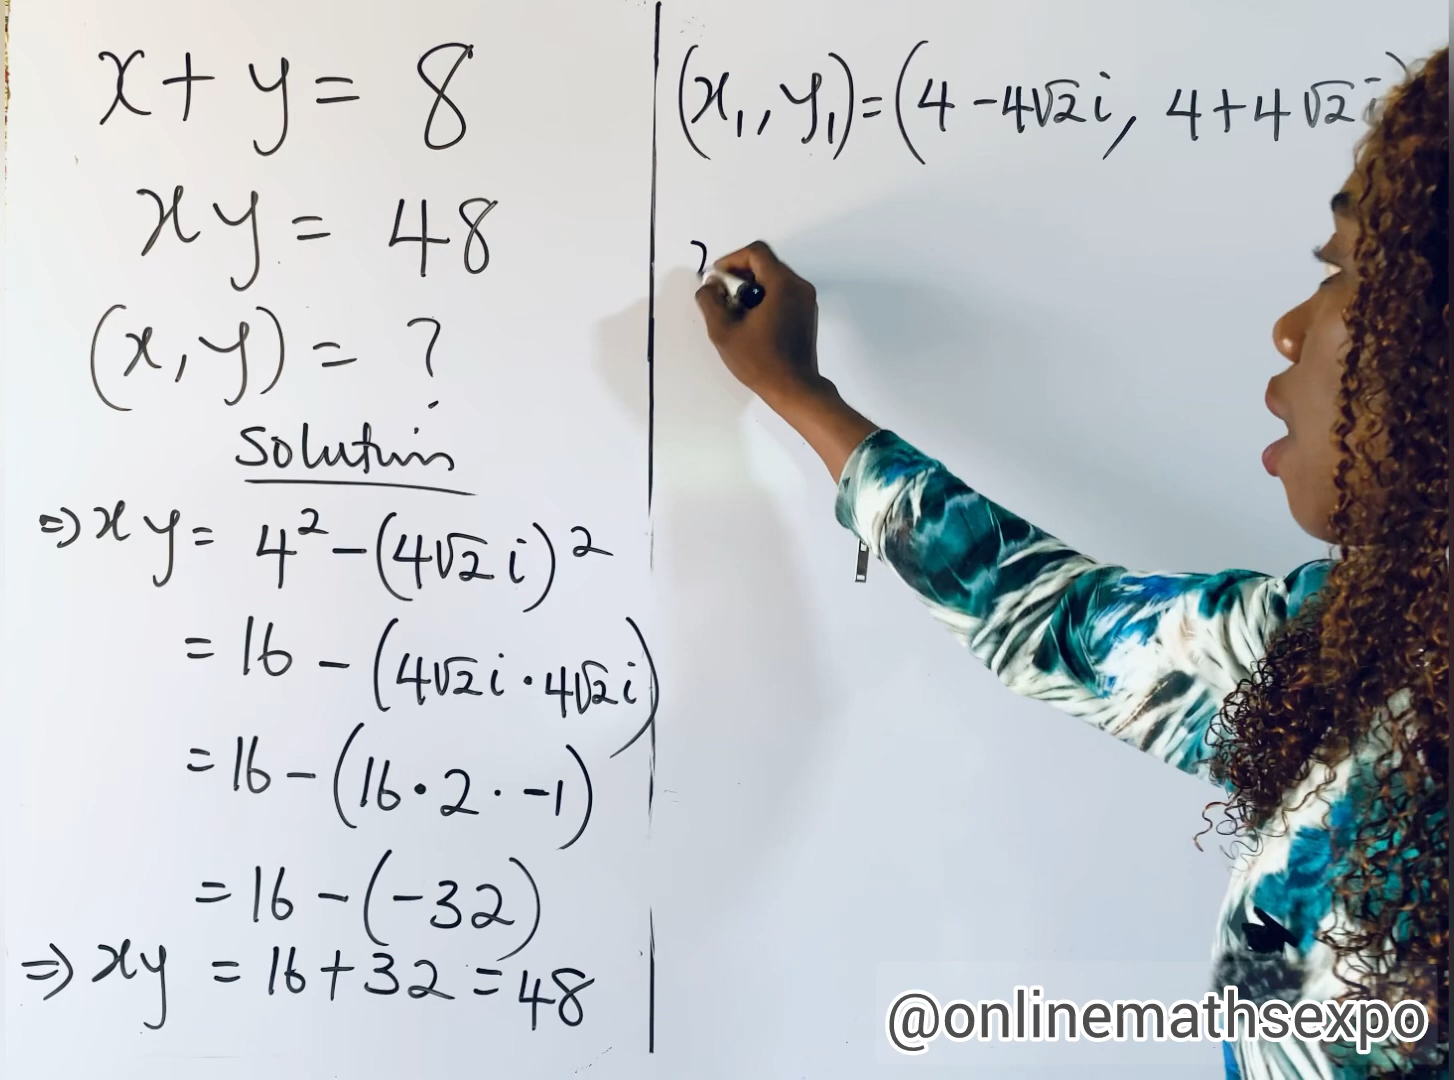 x + y = 8
xy = 48
(x, y) = ?
Solution
⇒ xy = 4² - (4√2 i)²
= 16 - (4√2 i · 4√2 i)
= 16 - (16 · 2 · -1)
= 16 - (-32)
⇒ xy = 16 + 32 = 48
(x₁, y₁) = (4 - 4√2 i, 4 + 4√2 i)
@onlinemathsexpo